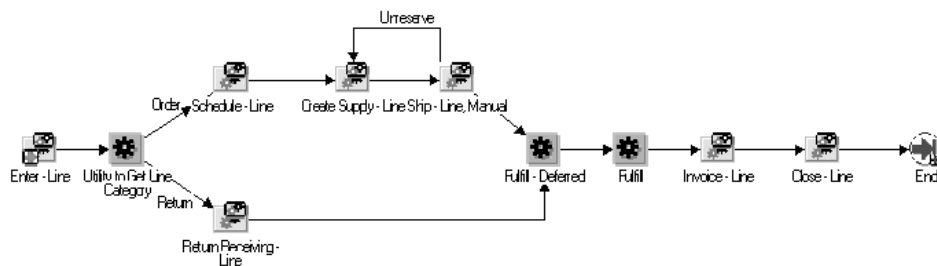 Unreserve
Order
Schedule - Line
Create Supply - Line
Ship - Line, Manual
Enter - Line
Utility to Get Line
Category
Fulfill - Deferred
Fulfill
Invoice - Line
Close - Line
End
Return
Return Receiving -
Line